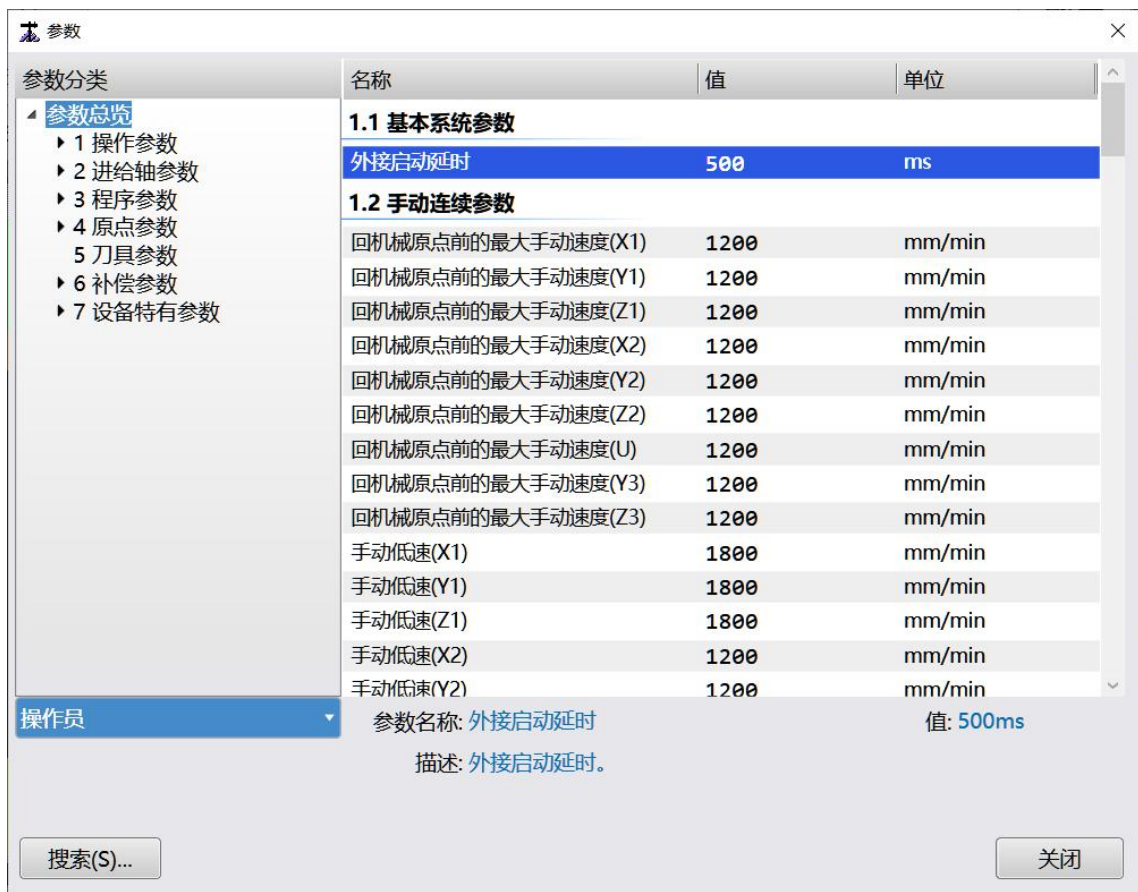 参数
参数分类
参数总览
1 操作参数
2 进给轴参数
3 程序参数
4 原点参数
5 刀具参数
6 补偿参数
7 设备特有参数
名称 值 单位
1.1 基本系统参数
外接启动延时 500 ms
1.2 手动连续参数
回机械原点前的最大手动速度(X1) 1200 mm/min
回机械原点前的最大手动速度(Y1) 1200 mm/min
回机械原点前的最大手动速度(Z1) 1200 mm/min
回机械原点前的最大手动速度(X2) 1200 mm/min
回机械原点前的最大手动速度(Y2) 1200 mm/min
回机械原点前的最大手动速度(Z2) 1200 mm/min
回机械原点前的最大手动速度(U) 1200 mm/min
回机械原点前的最大手动速度(Y3) 1200 mm/min
回机械原点前的最大手动速度(Z3) 1200 mm/min
手动低速(X1) 1800 mm/min
手动低速(Y1) 1800 mm/min
手动低速(Z1) 1800 mm/min
手动低速(X2) 1200 mm/min
手动低速(Y2) 1200 mm/min
操作员
参数名称: 外接启动延时 值: 500ms
描述: 外接启动延时。
搜索(S)... 关闭